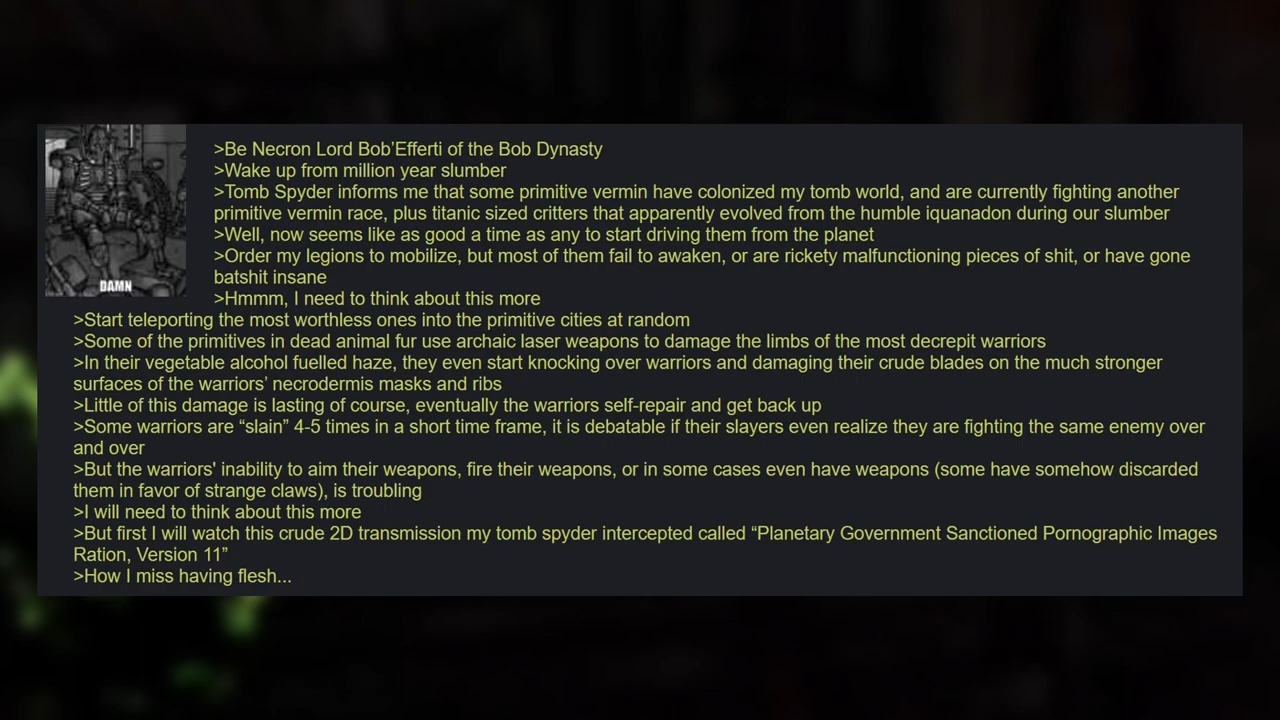 >Be Necron Lord Bob'Efferti of the Bob Dynasty
>Wake up from million year slumber
>Tomb Spyder informs me that some primitive vermin have colonized my tomb world, and are currently fighting another
primitive vermin race, plus titanic sized critters that apparently evolved from the humble iquanadon during our slumber
>Well, now seems like as good a time as any to start driving them from the planet
>Order my legions to mobilize, but most of them fail to awaken, or are rickety malfunctioning pieces of shit, or have gone
batshit insane
DAMN
>Hmmm, I need to think about this more
>Start teleporting the most worthless ones into the primitive cities at random
>Some of the primitives in dead animal fur use archaic laser weapons to damage the limbs of the most decrepit warriors
>In their vegetable alcohol fuelled haze, they even start knocking over warriors and damaging their crude blades on the much stronger
surfaces of the warriors' necrodermis masks and ribs
>Little of this damage is lasting of course, eventually the warriors self-repair and get back up
>Some warriors are “slain” 4-5 times in a short time frame, it is debatable if their slayers even realize they are fighting the same enemy over
and over
>But the warriors' inability to aim their weapons, fire their weapons, or in some cases even have weapons (some have somehow discarded
them in favor of strange claws), is troubling
>I will need to think about this more
>But first I will watch this crude 2D transmission my tomb spyder intercepted called “Planetary Government Sanctioned Pornographic Images
Ration, Version 11”
>How I miss having flesh...